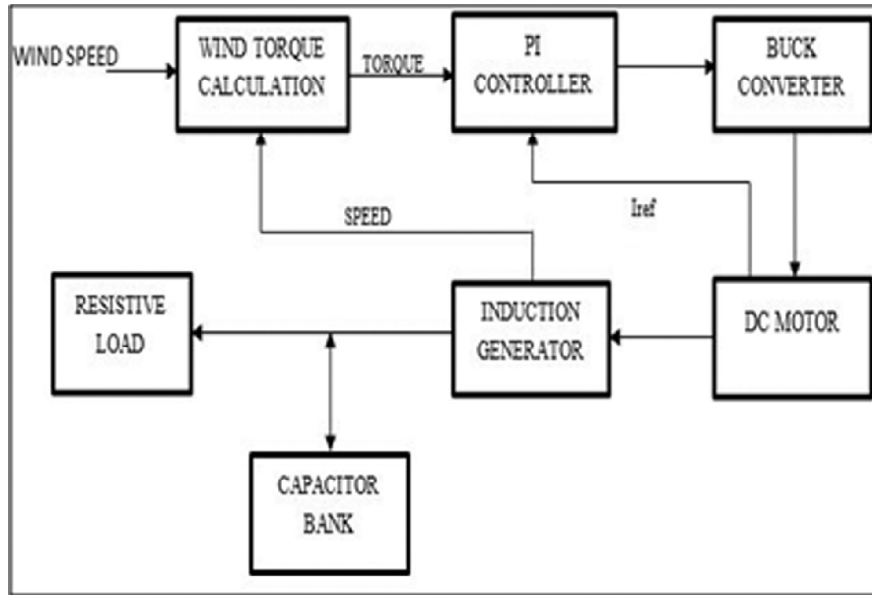 WIND SPEED
WIND TORQUE
CALCULATION
TORQUE
PI
CONTROLLER
BUCK
CONVERTER
SPEED
Iref
RESISTIVE
LOAD
INDUCTION
GENERATOR
DC MOTOR
CAPACITOR
BANK